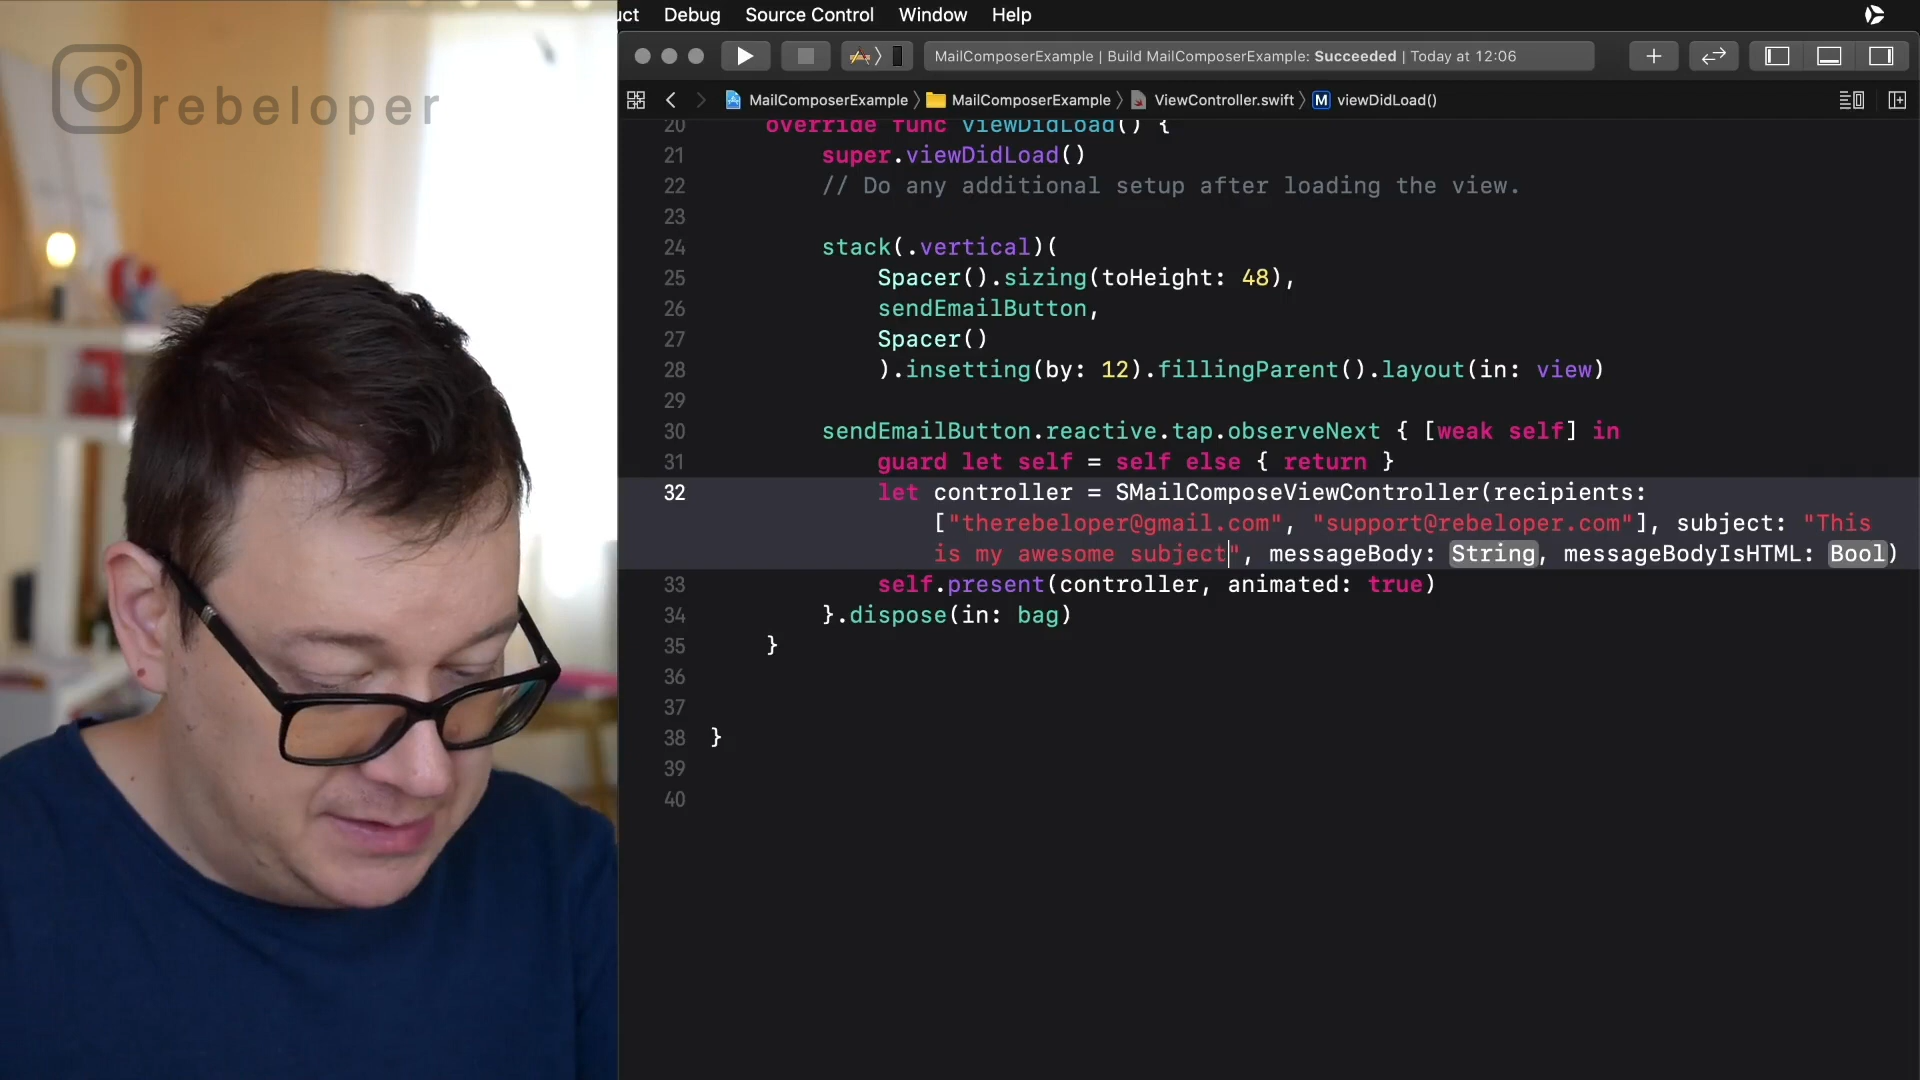 uct Debug Source Control Window Help
rebeloper
MailComposerExample | Build MailComposerExample: Succeeded | Today at 12:06
MailComposerExample 〉 MailComposerExample 〉 ViewController.swift 〉 M viewDidLoad()
20 override func viewDidLoad() {
21 super.viewDidLoad()
22 // Do any additional setup after loading the view.
23
24 stack(.vertical)(
25 Spacer().sizing(toHeight: 48),
26 sendEmailButton,
27 Spacer()
28 ).insetting(by: 12).fillingParent().layout(in: view)
29
30 sendEmailButton.reactive.tap.observeNext { [weak self] in
31 guard let self = self else { return }
32 let controller = SMailComposeViewController(recipients:
["therebeloper@gmail.com", "support@rebeloper.com"], subject: "This
is my awesome subject", messageBody: String, messageBodyIsHTML: Bool)
33 self.present(controller, animated: true)
34 }.dispose(in: bag)
35 }
36
37
38 }
39
40